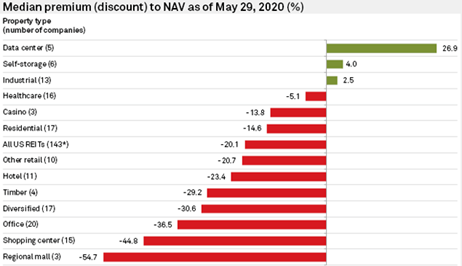 Median premium (discount) to NAV as of May 29, 2020 (%)
Property type
(number of companies)
Data center (5) 26.9
Self-storage (6) 4.0
Industrial (13) 2.5
Healthcare (16) -5.1
Casino (3) -13.8
Residential (17) -14.6
All US REITs (143*) -20.1
Other retail (10) -20.7
Hotel (11) -23.4
Timber (4) -29.2
Diversified (17) -30.6
Office (20) -36.5
Shopping center (15) -44.8
Regional mall (3) -54.7